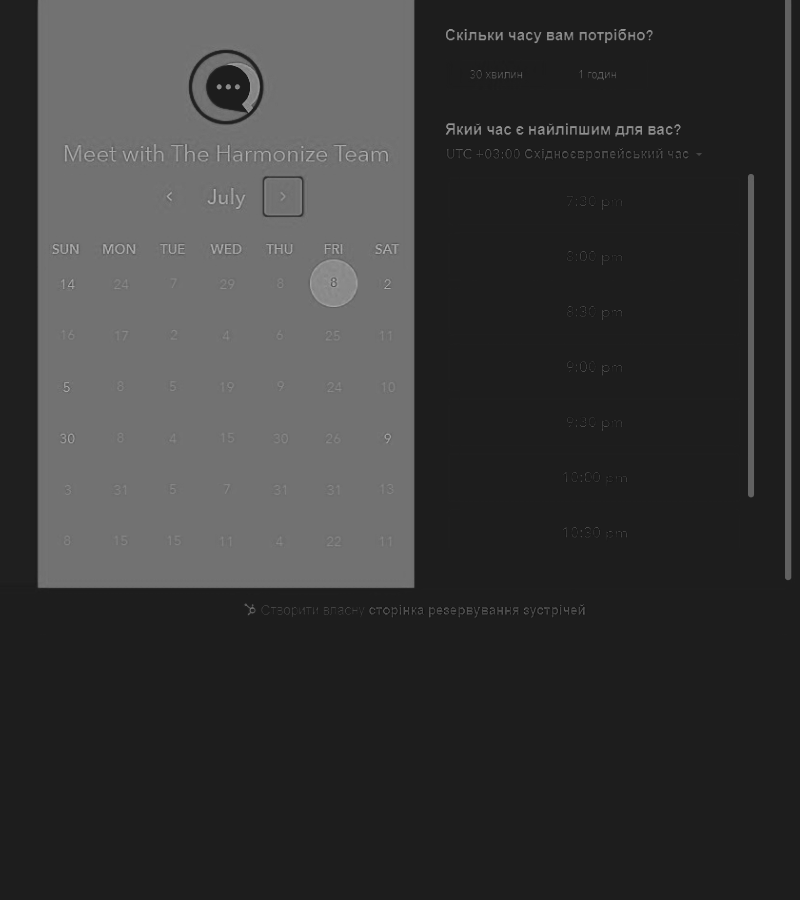 Meet with The Harmonize Team
July
SUN MON TUE WED THU FRI SAT
14 24 7 29 8 8 2
16 17 2 4 6 25 11
5 8 5 19 9 24 10
30 8 4 15 30 26 9
3 31 5 7 31 31 13
8 15 15 11 4 22 11
Скільки часу вам потрібно?
30 хвилин 1 годин
Який час є найліпшим для вас?
UTC +03:00 Східноєвропейський час
7:30 pm
8:00 pm
8:30 pm
9:00 pm
9:30 pm
10:00 pm
10:30 pm
Створити власну сторінка резервування зустрічей